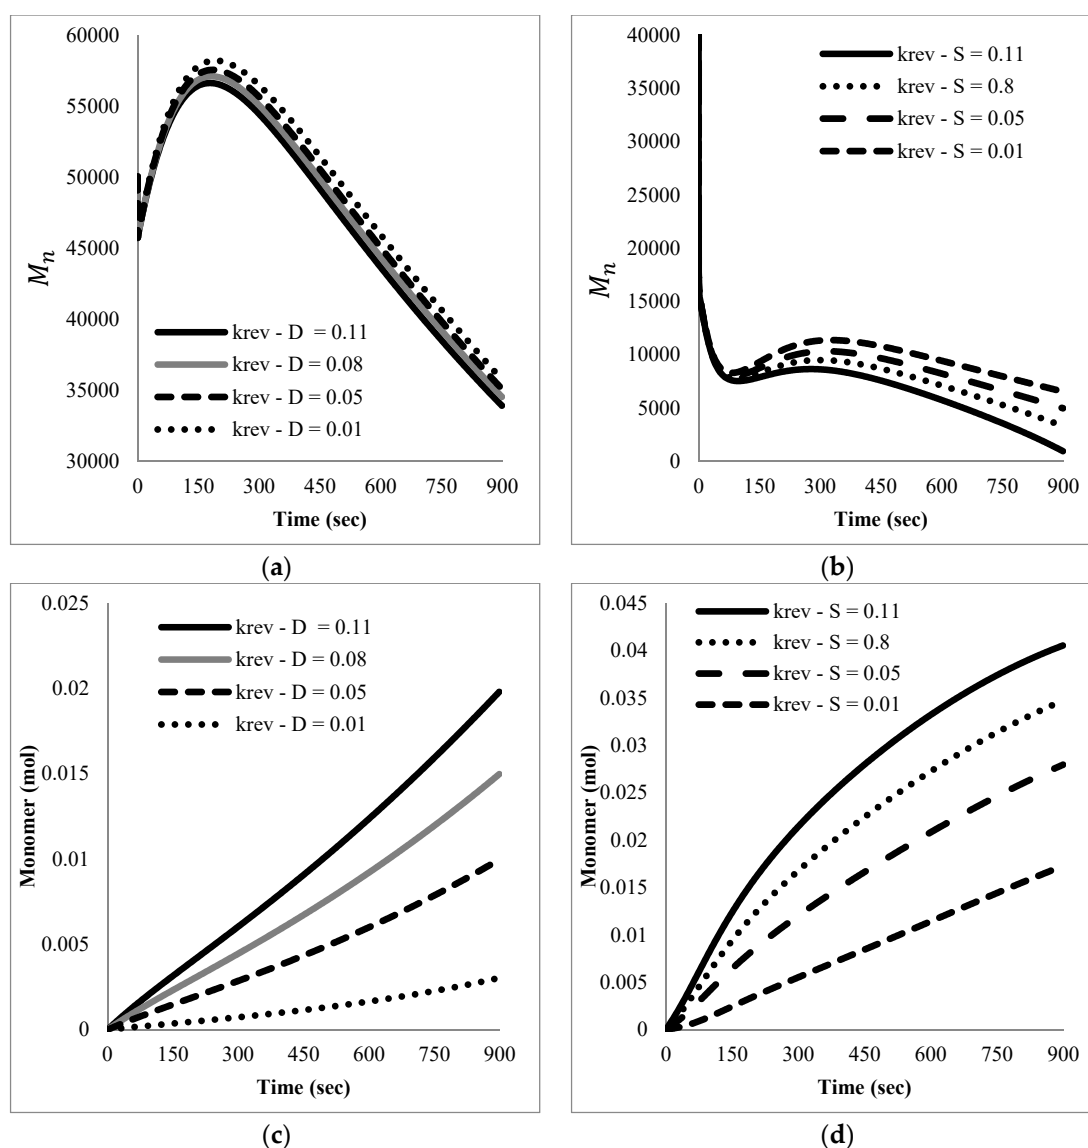 60000
55000
50000
45000
40000
35000
30000
Mn
krev - D = 0.11
krev - D = 0.08
krev - D = 0.05
krev - D = 0.01
0 150 300 450 600 750 900
Time (sec)
(a)
40000
35000
30000
25000
20000
15000
10000
5000
0
Mn
krev - S = 0.11
krev - S = 0.8
krev - S = 0.05
krev - S = 0.01
0 150 300 450 600 750 900
Time (sec)
(b)
0.025
0.02
0.015
0.01
0.005
0
Monomer (mol)
krev - D = 0.11
krev - D = 0.08
krev - D = 0.05
krev - D = 0.01
0 150 300 450 600 750 900
Time (sec)
(c)
0.045
0.04
0.035
0.03
0.025
0.02
0.015
0.01
0.005
0
Monomer (mol)
krev - S = 0.11
krev - S = 0.8
krev - S = 0.05
krev - S = 0.01
0 150 300 450 600 750 900
Time (sec)
(d)